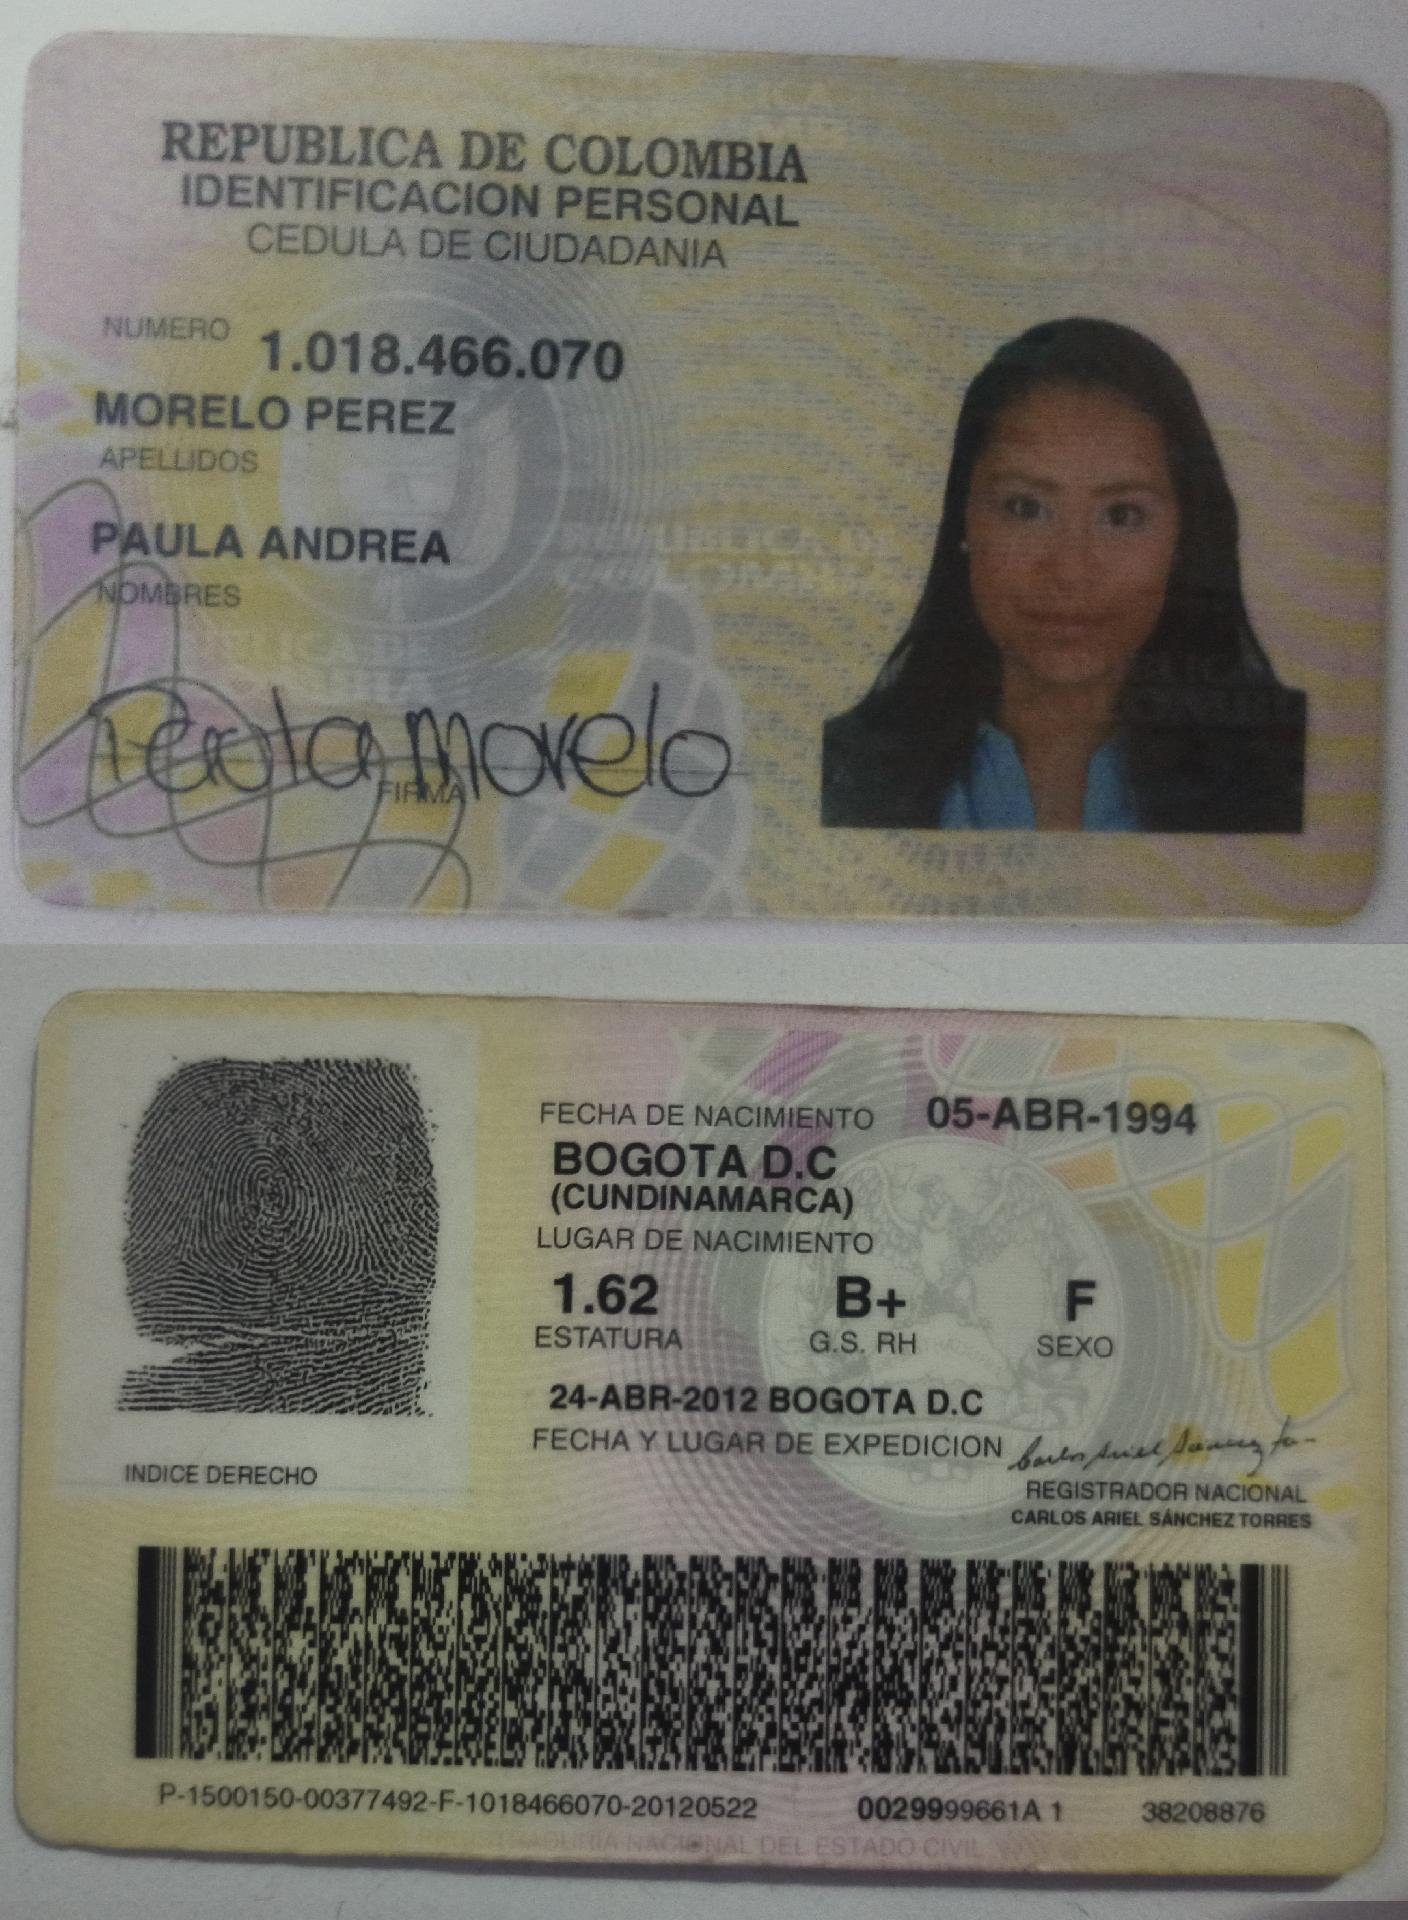 REPUBLICA DE COLOMBIA
IDENTIFICACION PERSONAL
CEDULA DE CIUDADANIA
NUMERO 1.018.466.070
MORELO PEREZ
APELLIDOS
PAULA ANDREA
NOMBRES
Paola Morelo
FIRMA
FECHA DE NACIMIENTO 05-ABR-1994
BOGOTA D.C
(CUNDINAMARCA)
LUGAR DE NACIMIENTO
1.62 B+ F
ESTATURA G.S. RH SEXO
24-ABR-2012 BOGOTA D.C
FECHA Y LUGAR DE EXPEDICION
INDICE DERECHO
REGISTRADOR NACIONAL
CARLOS ARIEL SÁNCHEZ TORRES
P-1500150-00377492-F-1018466070-20120522 0029999661A 1 38208876
REGISTRADURIA NACIONAL DEL ESTADO CIVIL